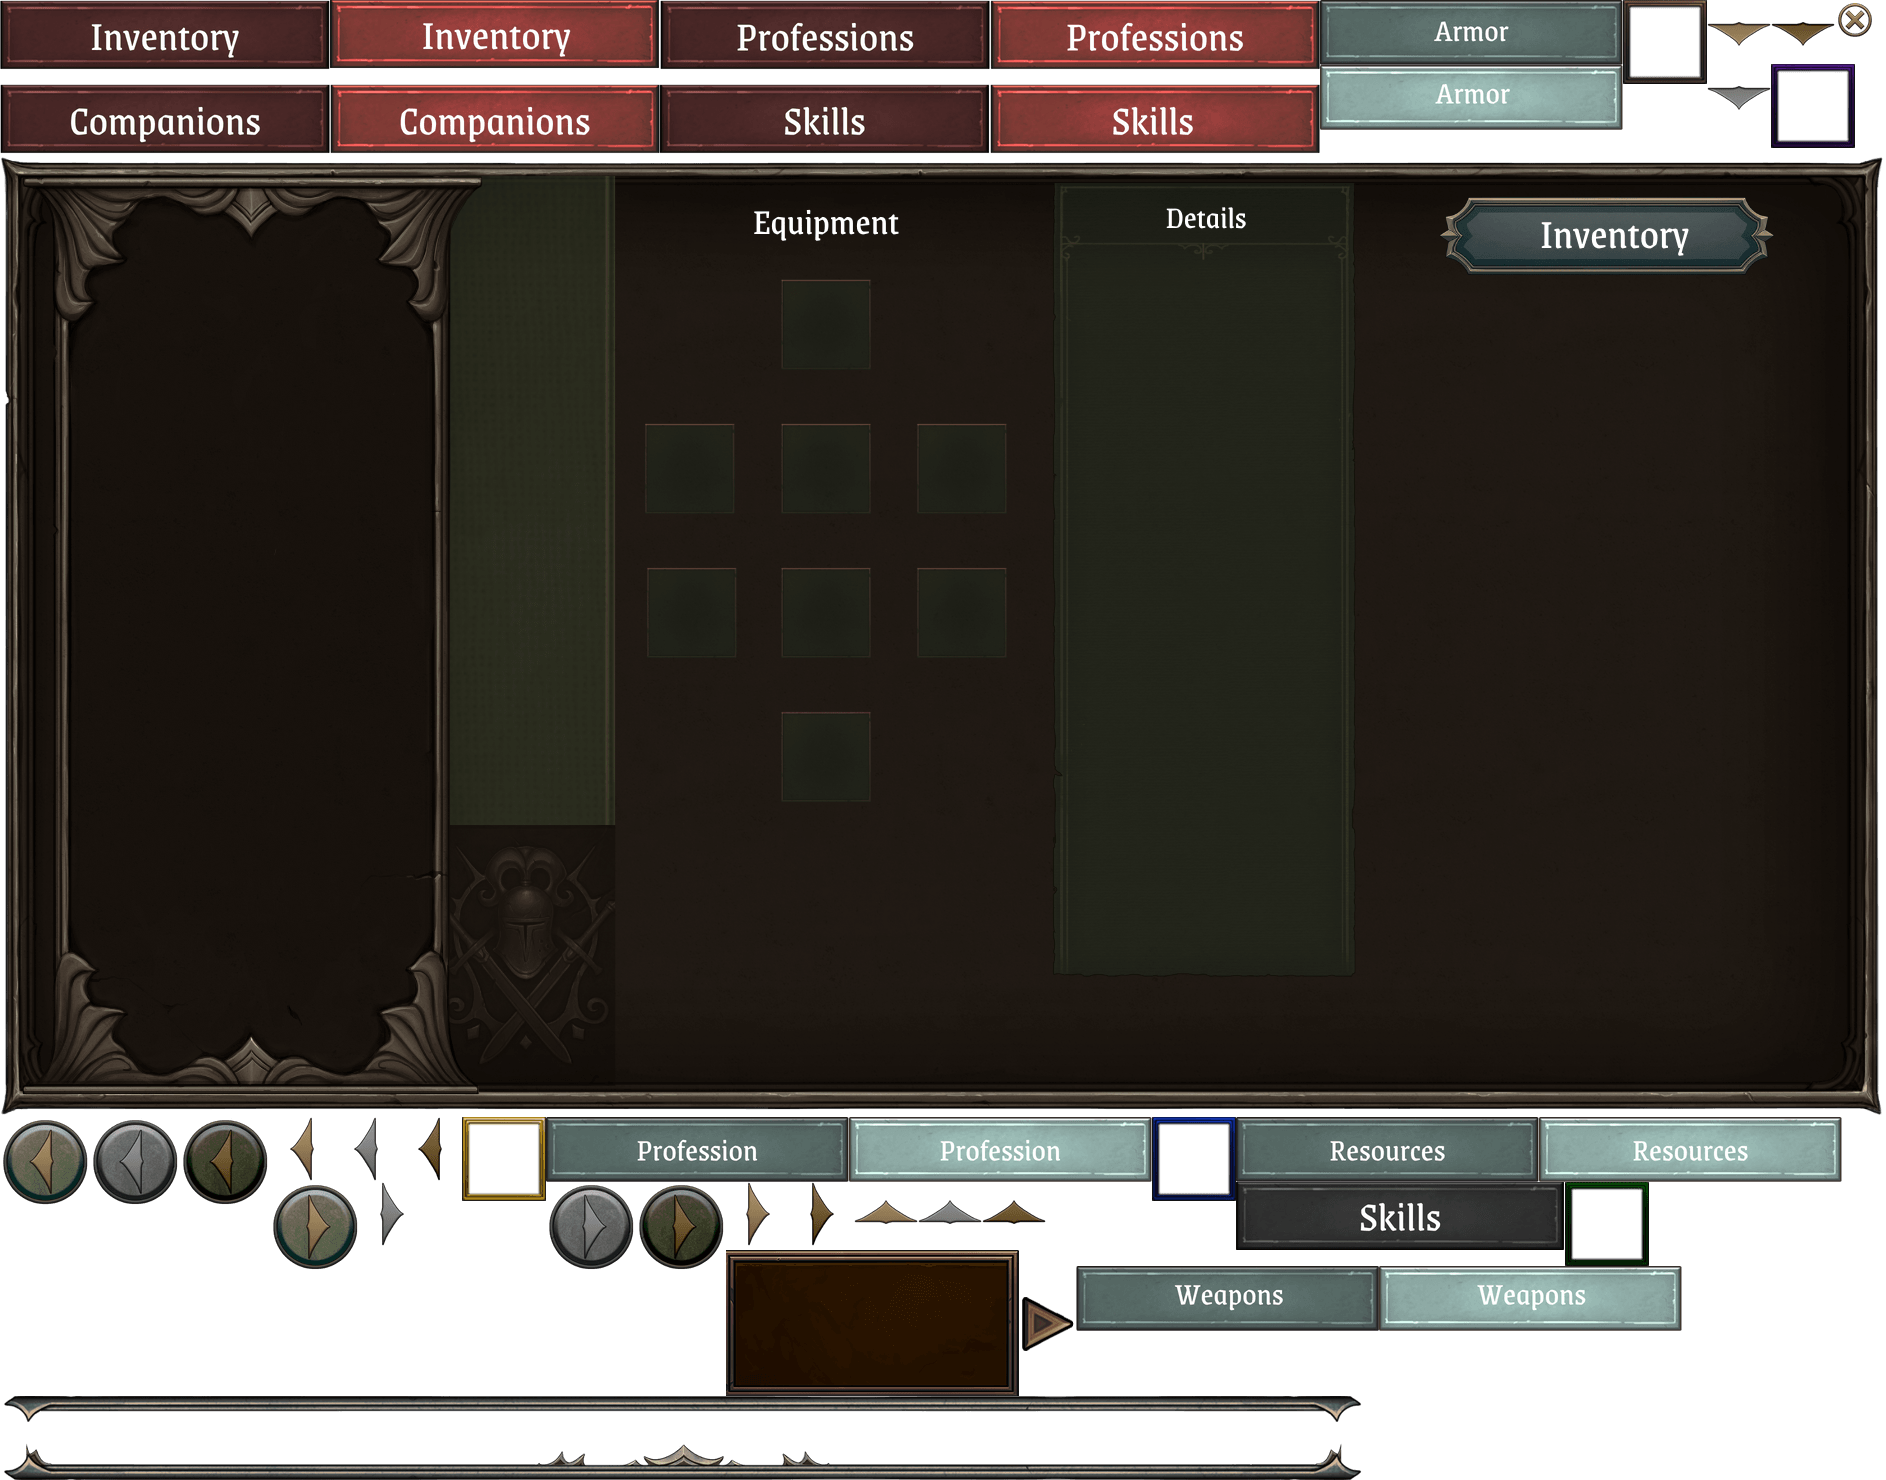 Inventory
Inventory
Professions
Professions
Armor
Armor
Companions
Companions
Skills
Skills
Equipment
Details
Inventory
Profession
Profession
Resources
Resources
Skills
Weapons
Weapons